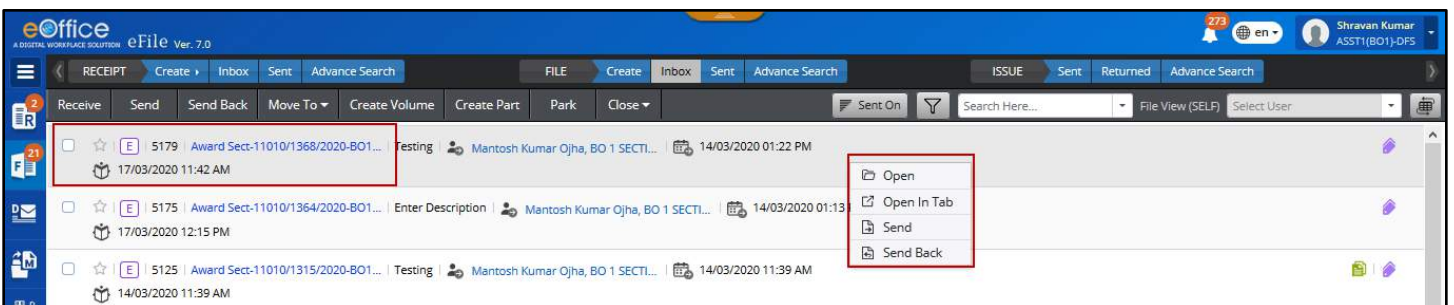 eOffice
A DIGITAL WORKPLACE SOLUTION eFile Ver. 7.0
273 en Shravan Kumar
ASST1(BO1)-DFS
RECEIPT Create Inbox Sent Advance Search FILE Create Inbox Sent Advance Search ISSUE Sent Returned Advance Search
2 R
Receive Send Send Back Move To Create Volume Create Part Park Close Sent On Search Here... File View (SELF) Select User
E 5179 Award Sect-11010/1368/2020-BO1... Testing Mantosh Kumar Ojha, BO 1 SECTI... 14/03/2020 01:22 PM
21 F
17/03/2020 11:42 AM
Open
Open In Tab
Send
Send Back
E 5175 Award Sect-11010/1364/2020-BO1... Enter Description Mantosh Kumar Ojha, BO 1 SECTI... 14/03/2020 01:13
D
17/03/2020 12:15 PM
M
E 5125 Award Sect-11010/1315/2020-BO1... Testing Mantosh Kumar Ojha, BO 1 SECTI... 14/03/2020 11:39 AM
14/03/2020 11:39 AM